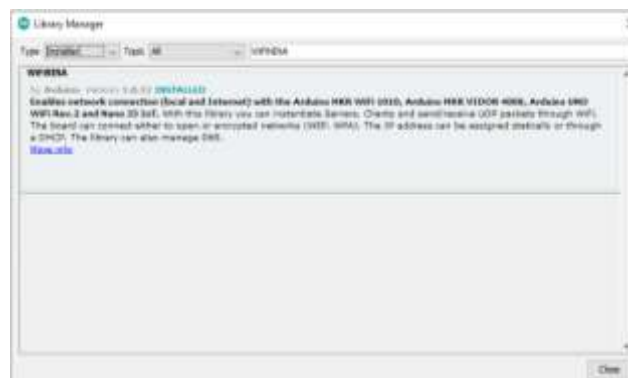 Library Manager
Type Installed Topic All WiFiNINA
WiFiNINA
by Arduino Version INSTALLED
Enables network connection (local and Internet) with the Arduino MKR WiFi 1010, Arduino MKR VIDOR 4000, Arduino UNO
WiFi Rev.2 and Nano 33 IoT. With this library you can instantiate Servers, Clients and send/receive UDP packets through WiFi.
The board can connect either to open or encrypted networks (WEP, WPA). The IP address can be assigned statically or through
a DHCP. The library can also manage DNS.
More info
Close